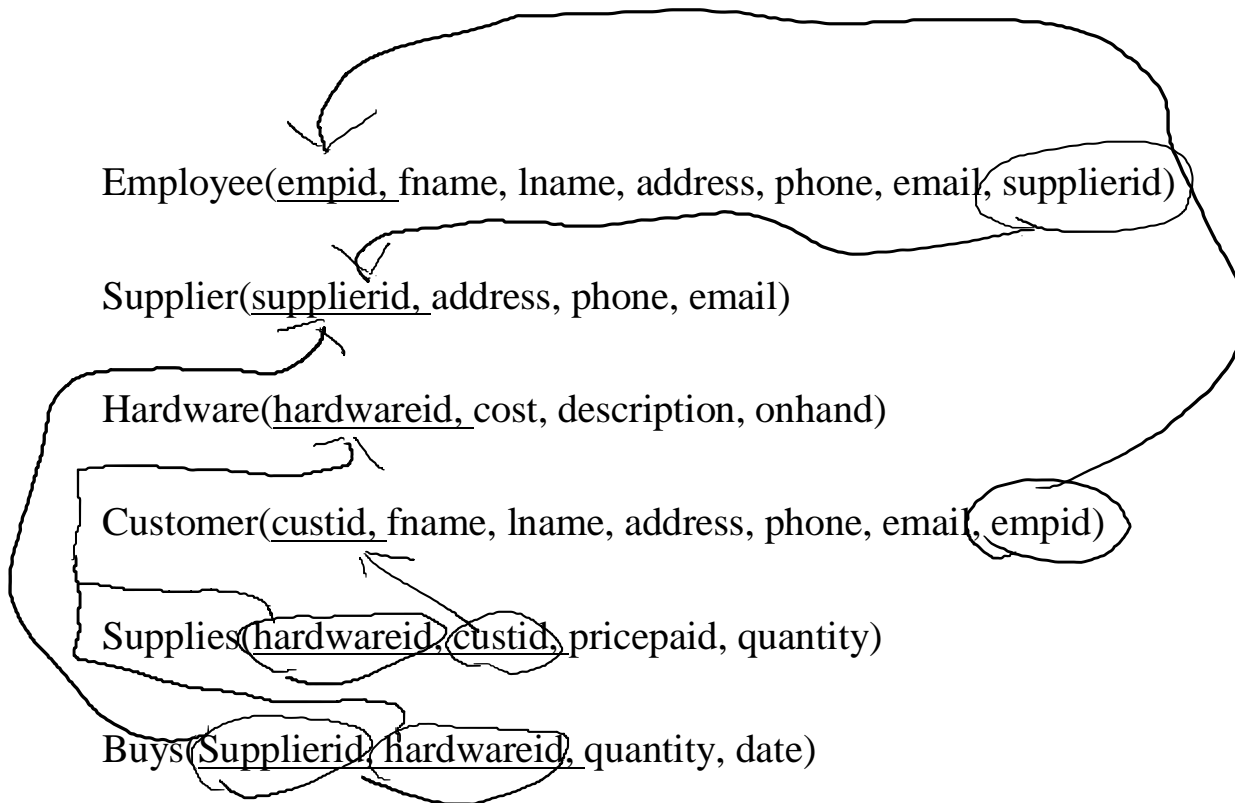 Employee(empid, fname, lname, address, phone, email, supplierid)
Supplier(supplierid, address, phone, email)
Hardware(hardwareid, cost, description, onhand)
Customer(custid, fname, lname, address, phone, email, empid)
Supplies(hardwareid, custid, pricepaid, quantity)
Buys(Supplierid, hardwareid, quantity, date)